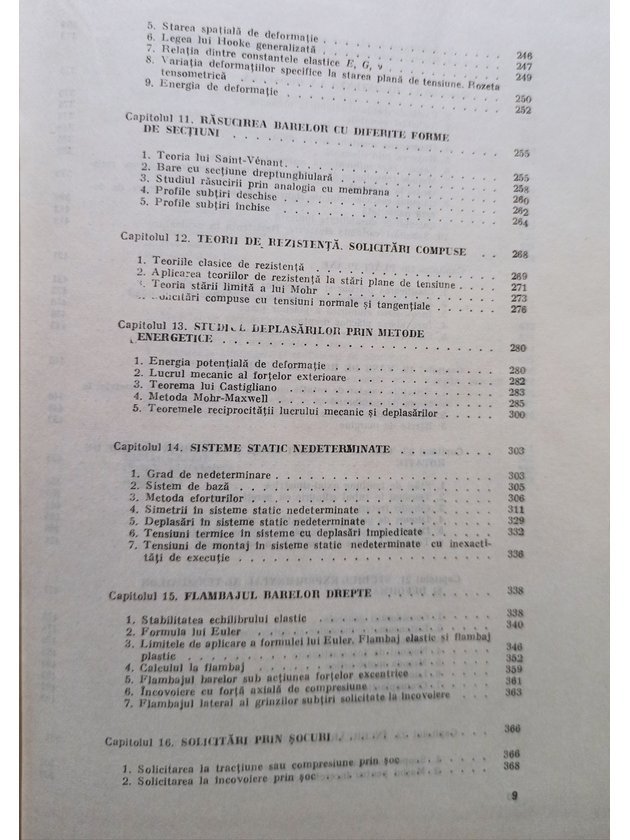 5. Starea spațială de deformație . . . . . . . . . . 246
6. Legea lui Hooke generalizată . . . . . . . . . . 247
7. Relația dintre constantele elastice E, G, ν . . . . . . . . . . 249
8. Variația deformațiilor specifice la starea plană de tensiune. Rozeta
tensometrică . . . . . . . . . . 250
9. Energia de deformație . . . . . . . . . . 252
Capitolul 11. RĂSUCIREA BARELOR CU DIFERITE FORME
DE SECȚIUNI . . . . . . . . . . 255
1. Teoria lui Saint-Vénant . . . . . . . . . . 255
2. Bare cu secțiune dreptunghiulară . . . . . . . . . . 258
3. Studiul răsucirii prin analogia cu membrana . . . . . . . . . . 260
4. Profile subțiri deschise . . . . . . . . . . 262
5. Profile subțiri închise . . . . . . . . . . 264
Capitolul 12. TEORII DE REZISTENȚĂ. SOLICITĂRI COMPUSE . . 268
1. Teoriile clasice de rezistență . . . . . . . . . . 269
2. Aplicarea teoriilor de rezistență la stări plane de tensiune . . . . 271
3. Teoria stării limită a lui Mohr . . . . . . . . . . 273
olicitări compuse cu tensiuni normale și tangențiale . . . . . . 276
Capitolul 13. STUDI L DEPLASĂRILOR PRIN METODE
ENERGETICE . . . . . . . . . . 280
1. Energia potențială de deformație . . . . . . . . . . 280
2. Lucrul mecanic al forțelor exterioare . . . . . . . . . . 282
3. Teorema lui Castigliano . . . . . . . . . . 283
4. Metoda Mohr-Maxwell . . . . . . . . . . 285
5. Teoremele reciprocității lucrului mecanic și deplasărilor . . . . . 300
Capitolul 14. SISTEME STATIC NEDETERMINATE . . . . . . . . 303
1. Grad de nedeterminare . . . . . . . . . . 303
2. Sistem de bază . . . . . . . . . . 305
3. Metoda eforturilor . . . . . . . . . . 306
4. Simetrii în sisteme static nedeterminate . . . . . . . . . . 311
5. Deplasări în sisteme static nedeterminate . . . . . . . . . . 329
6. Tensiuni termice în sisteme cu deplasări împiedicate . . . . . . 332
7. Tensiuni de montaj în sisteme static nedeterminate cu inexacti-
tăți de execuție . . . . . . . . . . 336
Capitolul 15. FLAMBAJUL BARELOR DREPTE . . . . . . . . . . 338
1. Stabilitatea echilibrului elastic . . . . . . . . . . 338
2. Formula lui Euler . . . . . . . . . . 340
3. Limitele de aplicare a formulei lui Euler. Flambaj elastic și flambaj
plastic . . . . . . . . . . 346
4. Calculul la flambaj . . . . . . . . . . 352
5. Flambajul barelor sub acțiunea forțelor excentrice . . . . . . . 359
6. Încovoiere cu forță axială de compresiune . . . . . . . . . . 361
7. Flambajul lateral al grinzilor subțiri solicitate la încovoiere . . . . 363
Capitolul 16. SOLICITĂRI PRIN ȘOCURI . . . . . . . . . . 366
1. Solicitarea la tracțiune sau compresiune prin șoc . . . . . . . 366
2. Solicitarea la încovoiere prin șoc . . . . . . . . . . 368
9